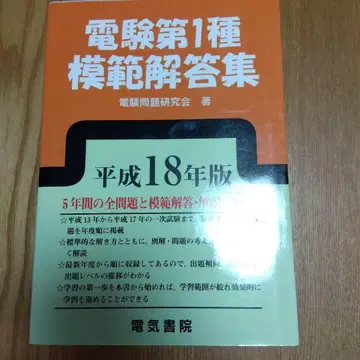 電験第1種
模範解答集
電験問題研究会 著
平成18年版
5年間の全問題と模範解答・解
☆平成13年から平成17年の一次試験まで、
題を年度順に掲載
☆標準的な解き方とともに、別解・問題の考え
く解説
☆最新年度から順に収録してあるので、出題傾
出題レベルの推移がわかる
☆学習の第一歩を本書から始めれば、学習範囲が絞れ効果的に
学習を進めることができる
電気書院